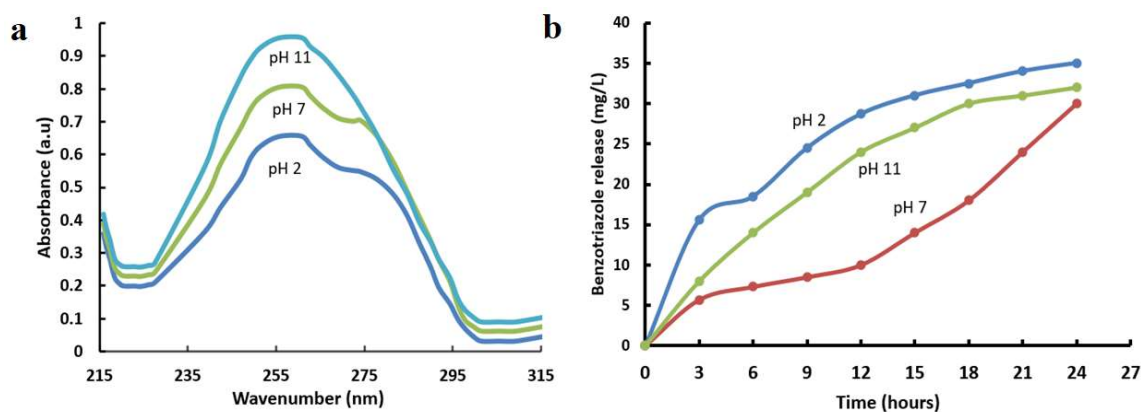 a
1
0.9
0.8
0.7
0.6
0.5
0.4
0.3
0.2
0.1
0
Absorbance (a.u)
pH 11
pH 7
pH 2
215 235 255 275 295 315
Wavenumber (nm)
b
40
35
30
25
20
15
10
5
0
Benzotriazole release (mg/L)
pH 2
pH 11
pH 7
0 3 6 9 12 15 18 21 24 27
Time (hours)